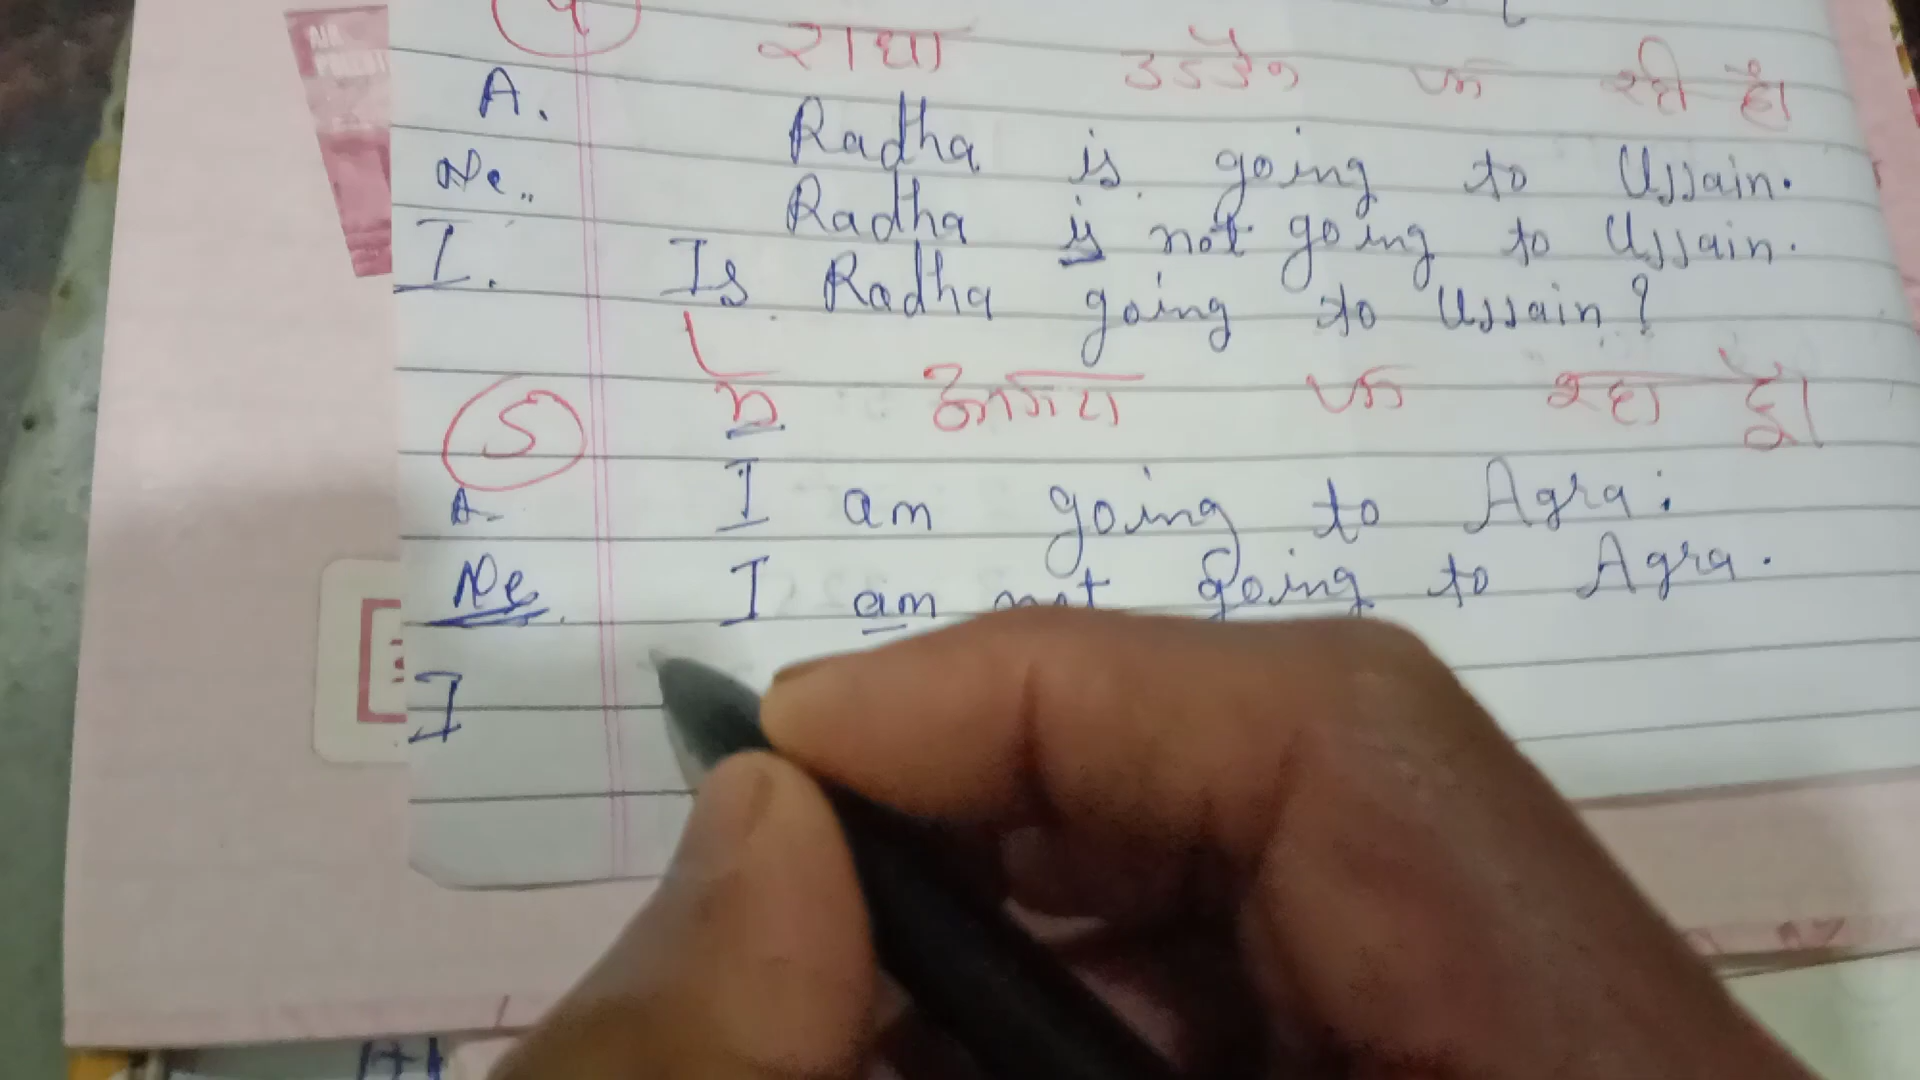 राधा उज्जैन जा रही है।
A. Radha is going to Ujjain.
Ne.. Radha is not going to Ujjain.
I. Is Radha going to Ujjain?
5 मैं आगरा जा रहा हूँ।
A. I am going to Agra.
Ne. I am not going to Agra.
I